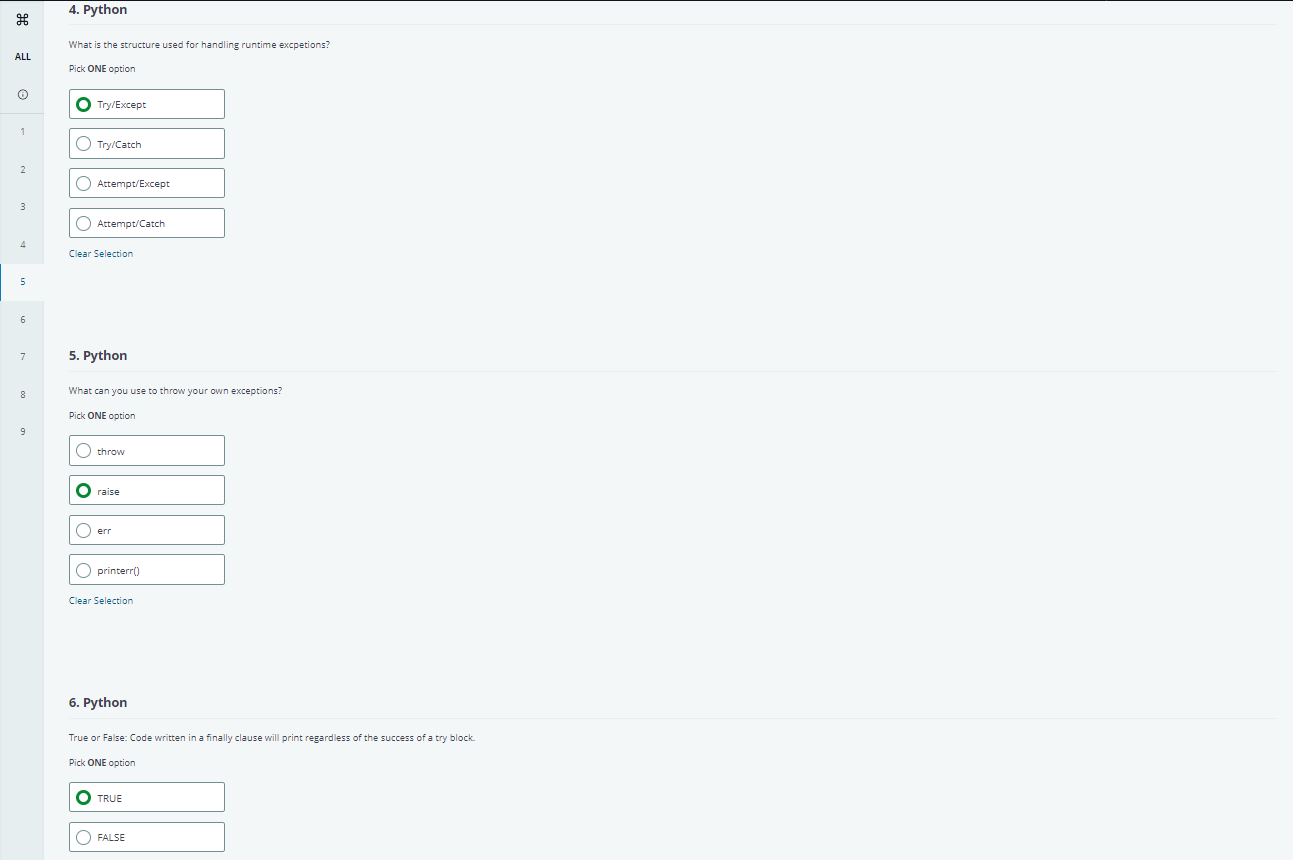 ⌘
ALL
1
2
3
4
5
6
7
8
9
4. Python
What is the structure used for handling runtime excpetions?
Pick ONE option
Try/Except
Try/Catch
Attempt/Except
Attempt/Catch
Clear Selection
5. Python
What can you use to throw your own exceptions?
Pick ONE option
throw
raise
err
printerr()
Clear Selection
6. Python
True or False: Code written in a finally clause will print regardless of the success of a try block.
Pick ONE option
TRUE
FALSE